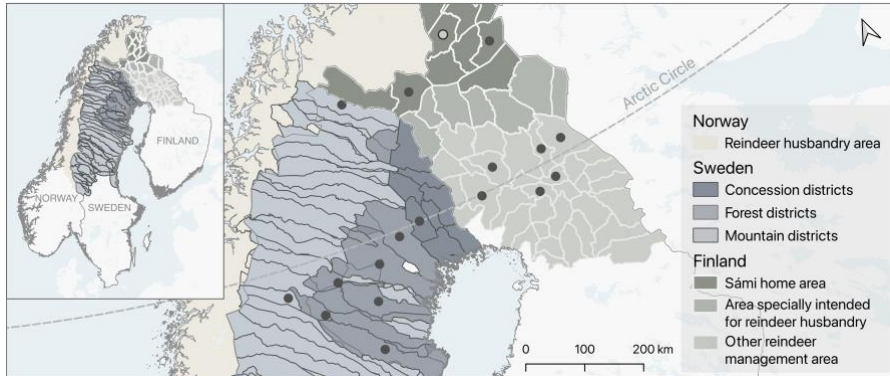 FINLAND
NORWAY
SWEDEN
Arctic Circle
Norway
Reindeer husbandry area
Sweden
Concession districts
Forest districts
Mountain districts
Finland
Sámi home area
Area specially intended
for reindeer husbandry
Other reindeer
management area
0 100 200 km